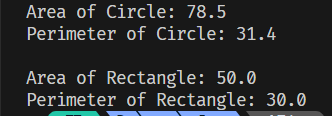 Area of Circle: 78.5
Perimeter of Circle: 31.4
Area of Rectangle: 50.0
Perimeter of Rectangle: 30.0